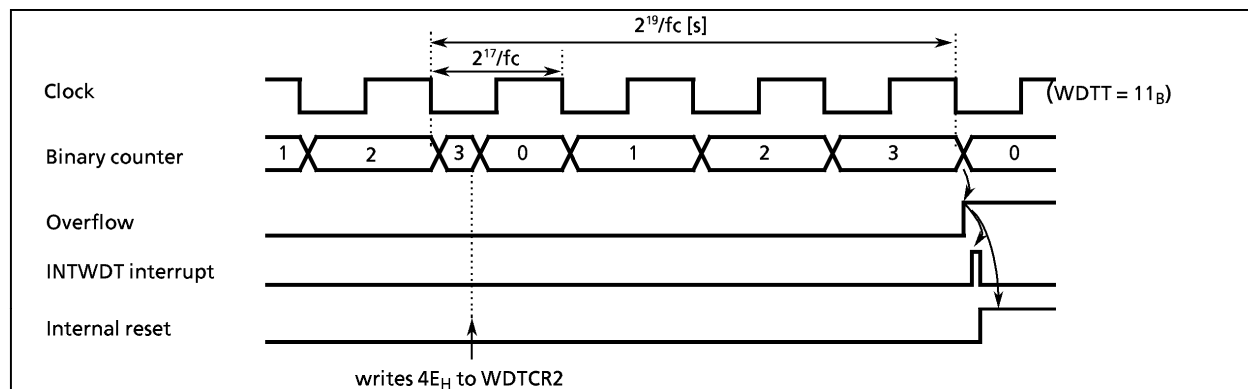 2¹⁹/fc [s]
2¹⁷/fc
Clock
(WDTT = 11B)
Binary counter
1 2 3 0 1 2 3 0
Overflow
INTWDT interrupt
Internal reset
writes 4EH to WDTCR2